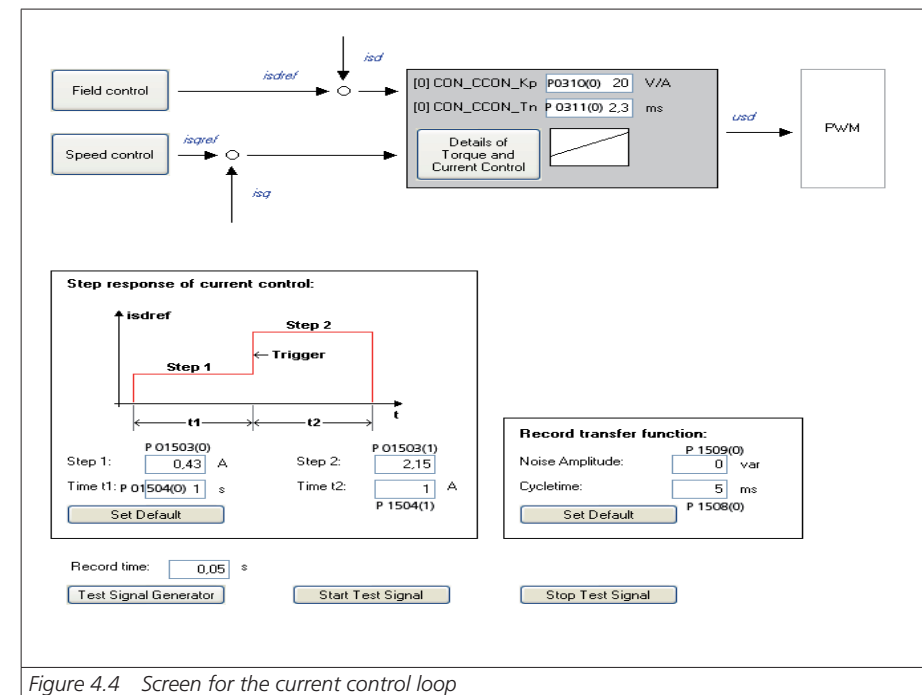 isd
isdref
Field control
[0] CON_CCON_Kp P0310(0) 20 V/A
[0] CON_CCON_Tn P 0311(0) 2,3 ms
usd
PWM
Speed control
isqref
Details of
Torque and
Current Control
isq
Step response of current control:
isdref
Step 2
Trigger
Step 1
t
t1
t2
P 01503(0)
P 01503(1)
Step 1: 0,43 A
Step 2: 2,15
Time t1: P 01504(0) 1 s
Time t2: 1 A
P 1504(1)
Set Default
Record transfer function:
P 1509(0)
Noise Amplitude: 0 var
Cycletime: 5 ms
P 1508(0)
Set Default
Record time: 0,05 s
Test Signal Generator
Start Test Signal
Stop Test Signal
Figure 4.4 Screen for the current control loop